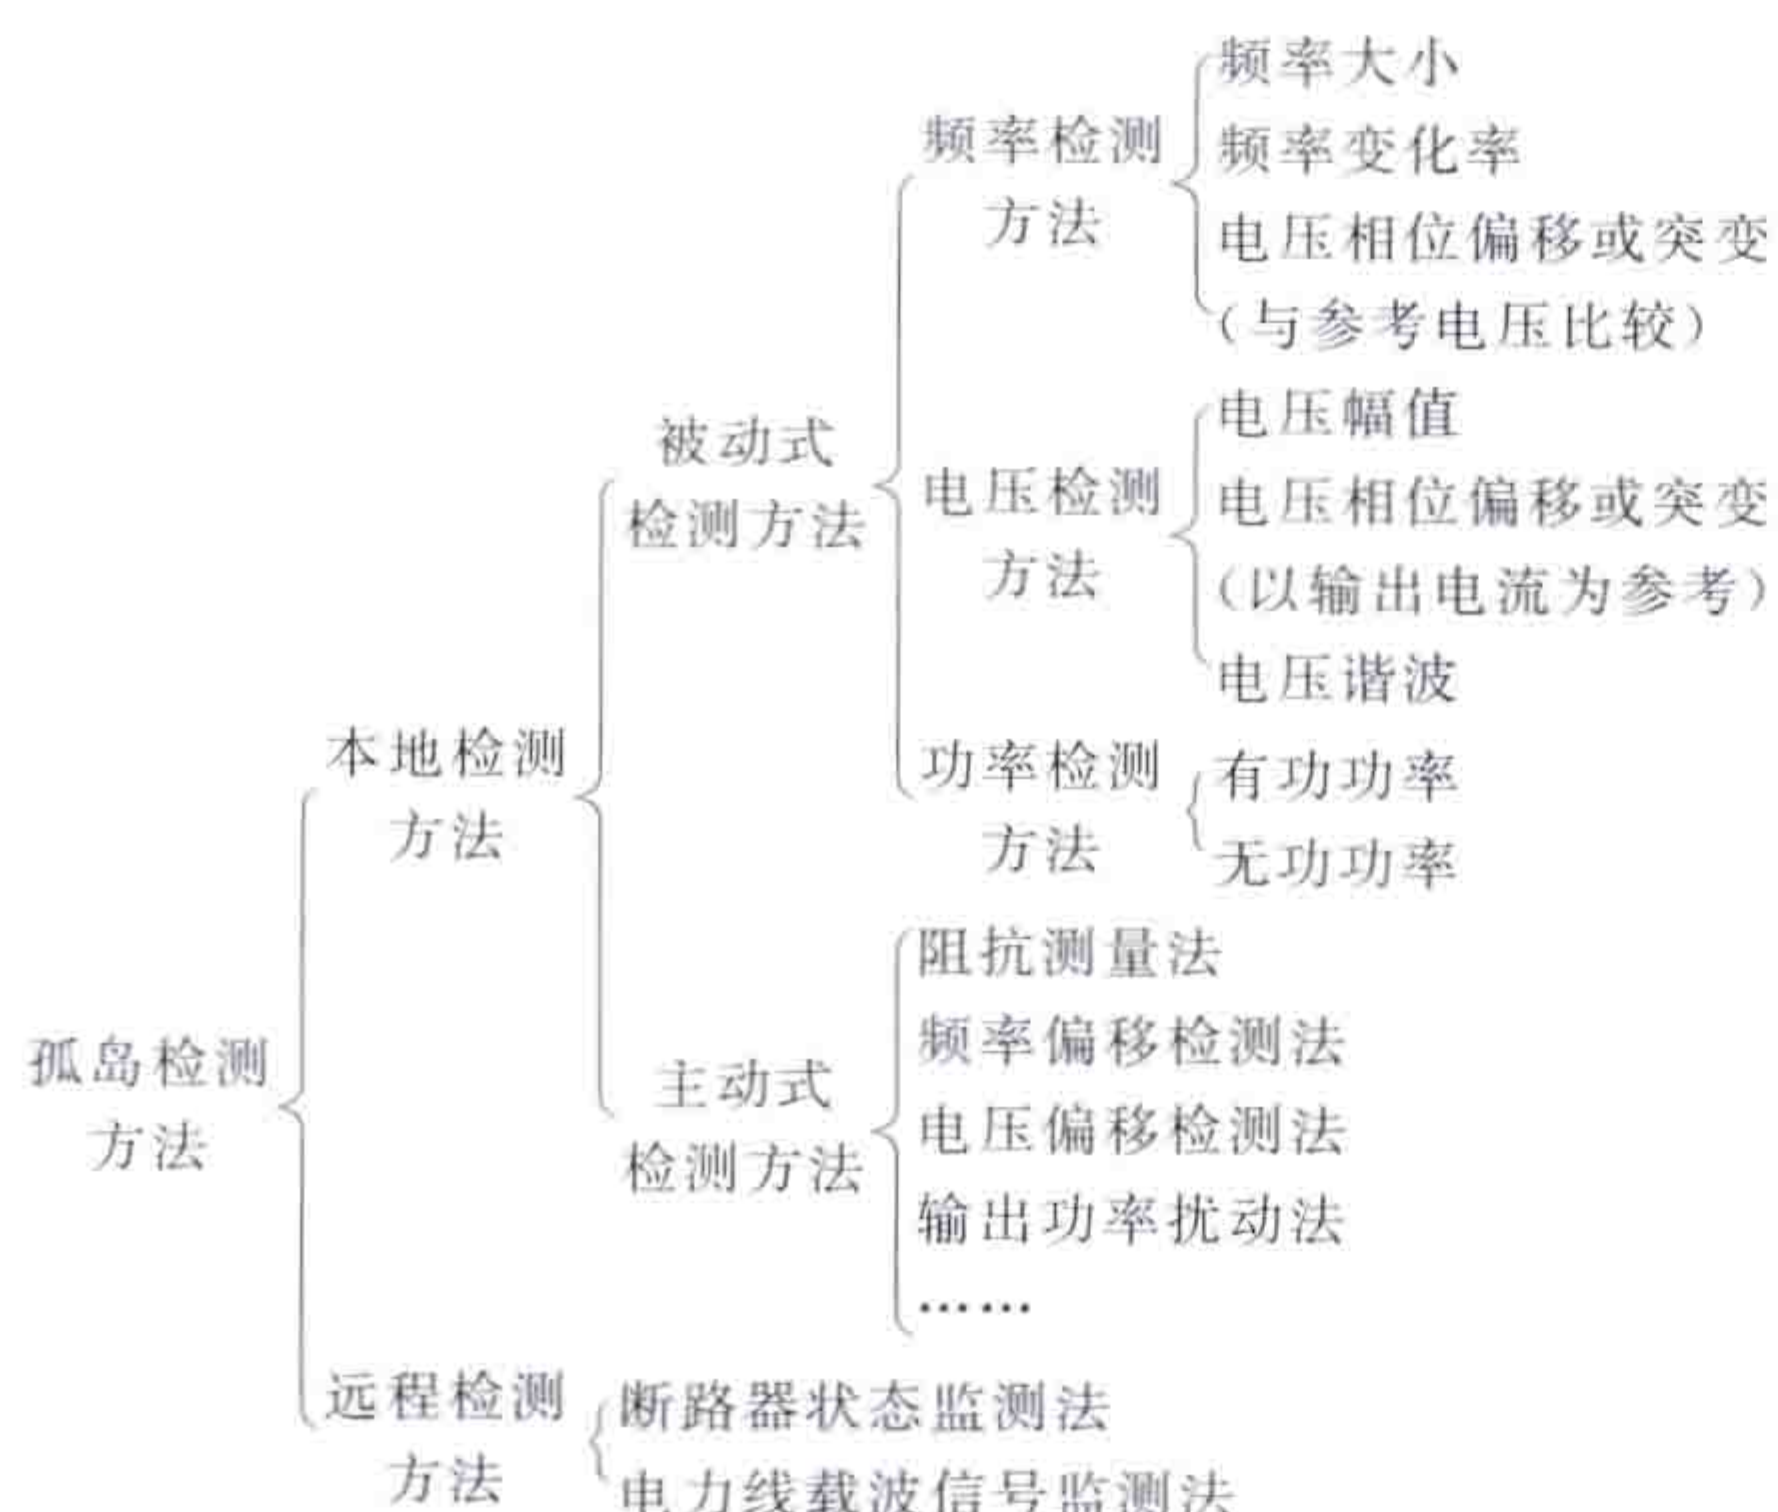 频率大小
频率检测
频率变化率
方法
电压相位偏移或突变
(与参考电压比较)
电压幅值
被动式
电压检测
电压相位偏移或突变
检测方法
方法
(以输出电流为参考)
电压谐波
本地检测
功率检测
有功功率
方法
方法
无功功率
阻抗测量法
频率偏移检测法
孤岛检测
主动式
电压偏移检测法
方法
检测方法
输出功率扰动法
……
远程检测
断路器状态监测法
方法
电力线载波信号监测法